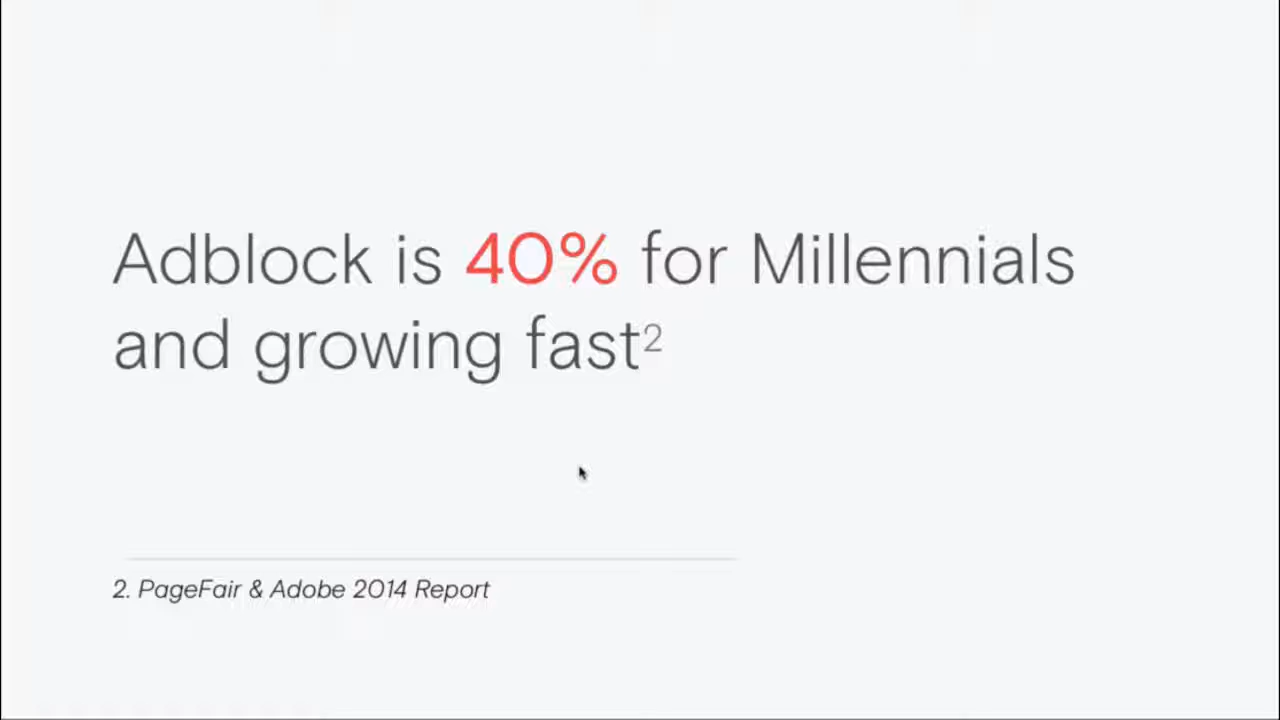 Adblock is 40% for Millennials
and growing fast²
2. PageFair & Adobe 2014 Report